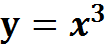 y = x³